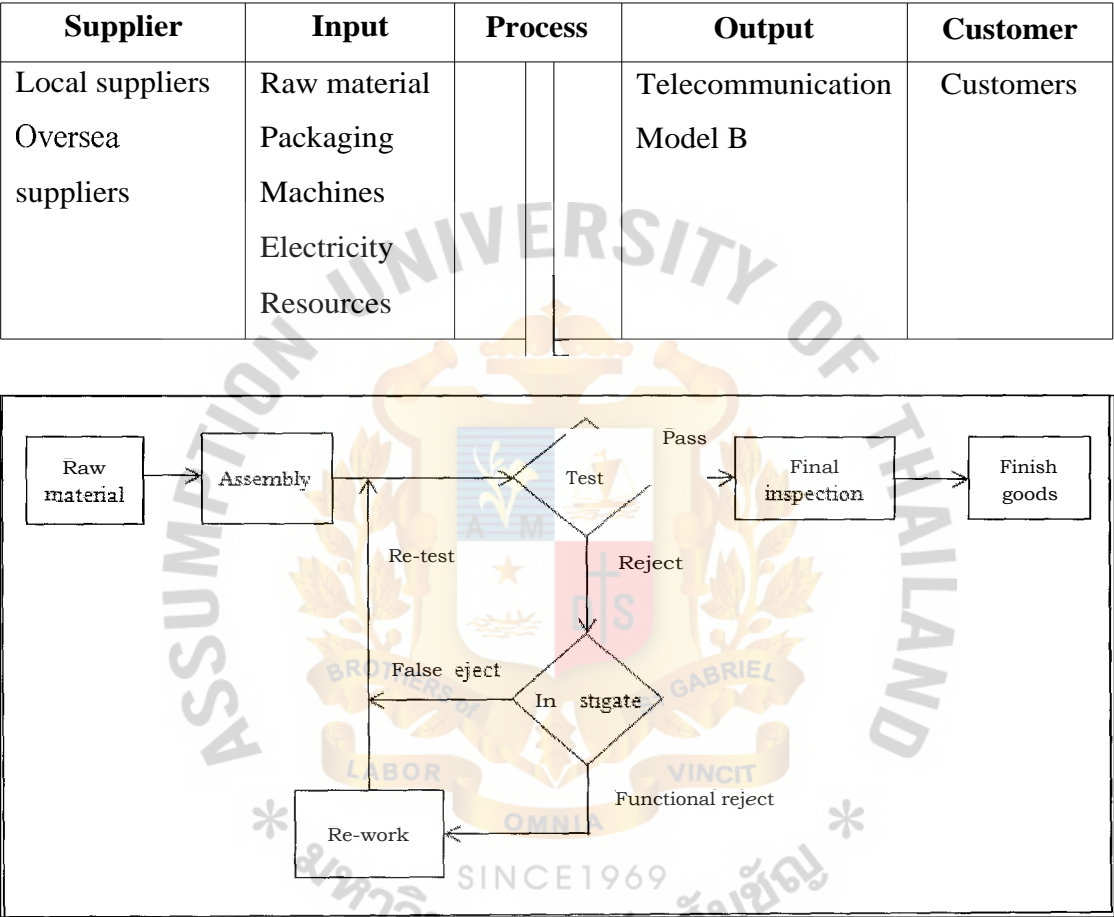 Supplier Input Process Output Customer
Local suppliers Raw material Telecommunication Customers
Oversea Packaging Model B
suppliers Machines
Electricity
Resources
Raw
material
Assembly
Test
Pass
Final
inspection
Finish
goods
Re-test
Reject
False eject
In stigate
Functional reject
Re-work
ASSUMPTION UNIVERSITY OF THAILAND
A M
D S
BROTHERS OF
GABRIEL
LABOR
VINCIT
OMNIA
SINCE1969